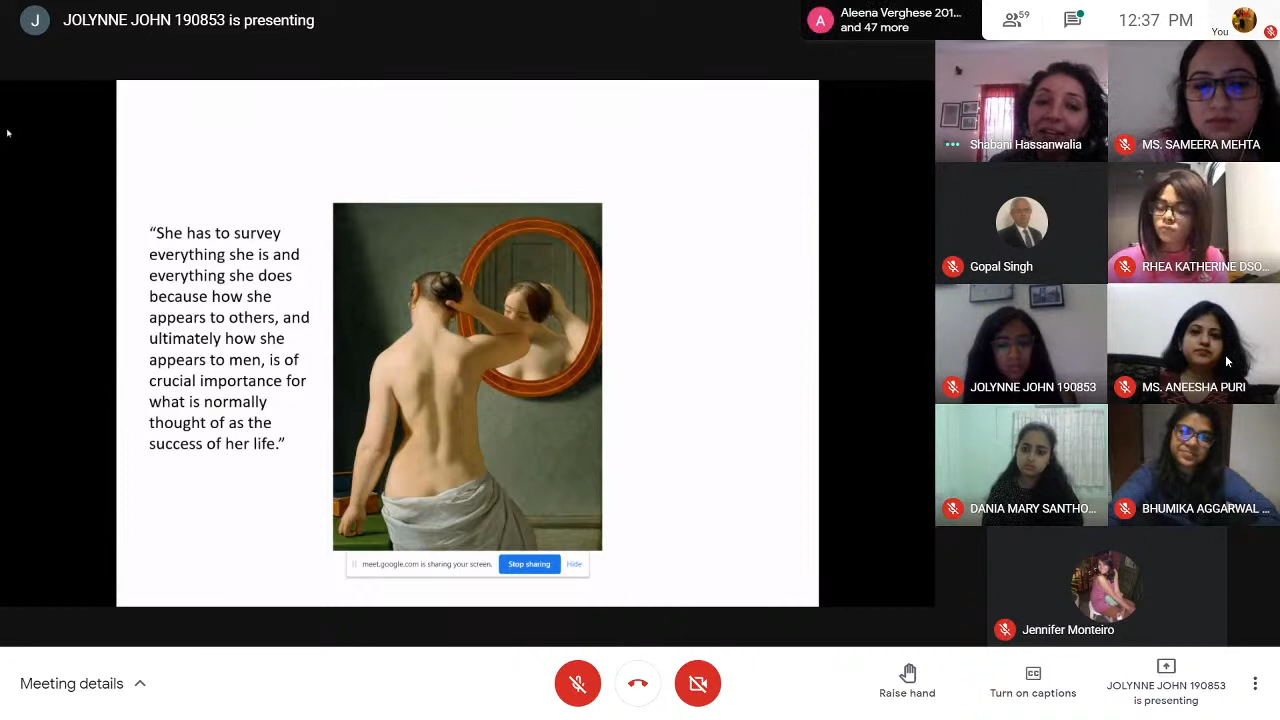 J JOLYNNE JOHN 190853 is presenting
A Aleena Verghese 201...
and 47 more
59
12:37 PM
You
“She has to survey
everything she is and
everything she does
because how she
appears to others, and
ultimately how she
appears to men, is of
crucial importance for
what is normally
thought of as the
success of her life.”
meet.google.com is sharing your screen. Stop sharing Hide
Shabani Hassanwalia
MS. SAMEERA MEHTA
Gopal Singh
RHEA KATHERINE DSO...
JOLYNNE JOHN 190853
MS. ANEESHA PURI
DANIA MARY SANTHO...
BHUMIKA AGGARWAL ...
Jennifer Monteiro
Meeting details
Raise hand
CC
Turn on captions
JOLYNNE JOHN 190853
is presenting